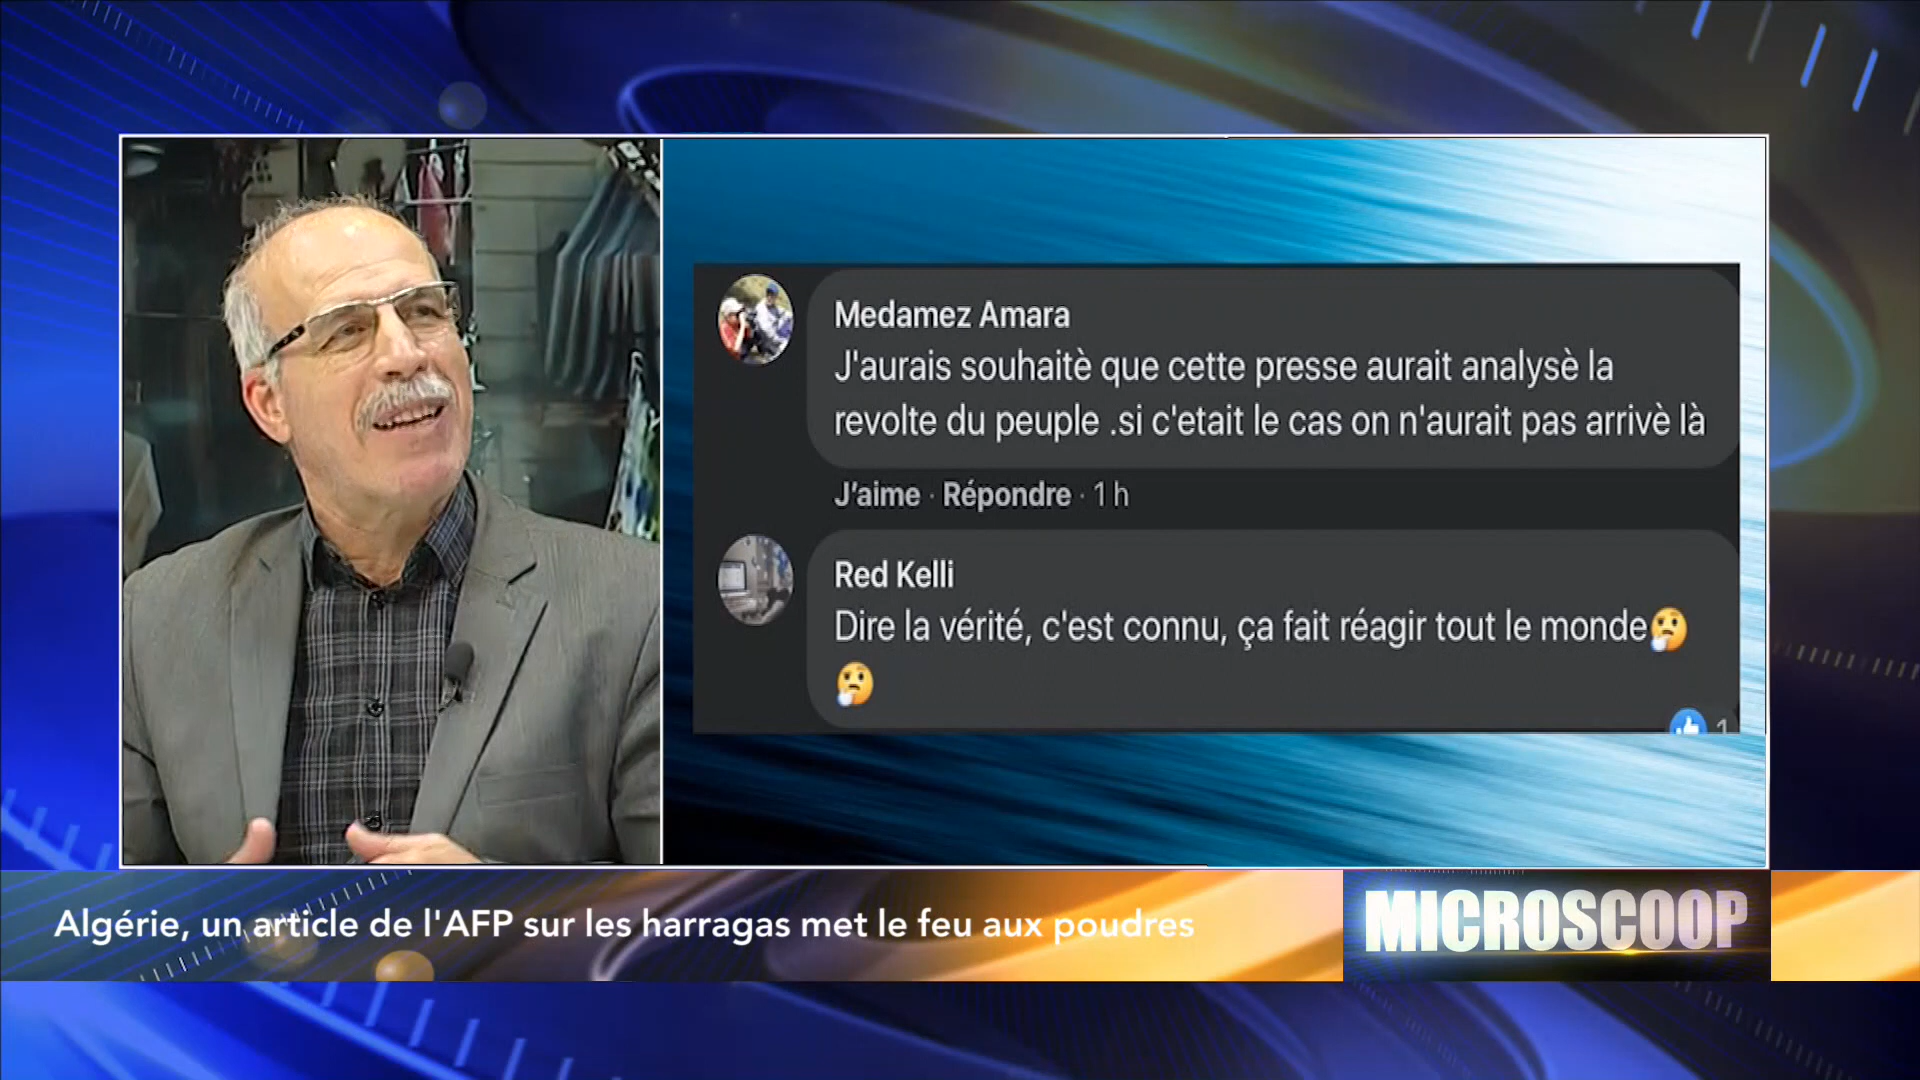 Medamez Amara
J'aurais souhaitè que cette presse aurait analysè la
revolte du peuple .si c'etait le cas on n'aurait pas arrivè là
J'aime · Répondre · 1 h
Red Kelli
Dire la vérité, c'est connu, ça fait réagir tout le monde🤔
🤔
1
Algérie, un article de l'AFP sur les harragas met le feu aux poudres
MICROSCOOP